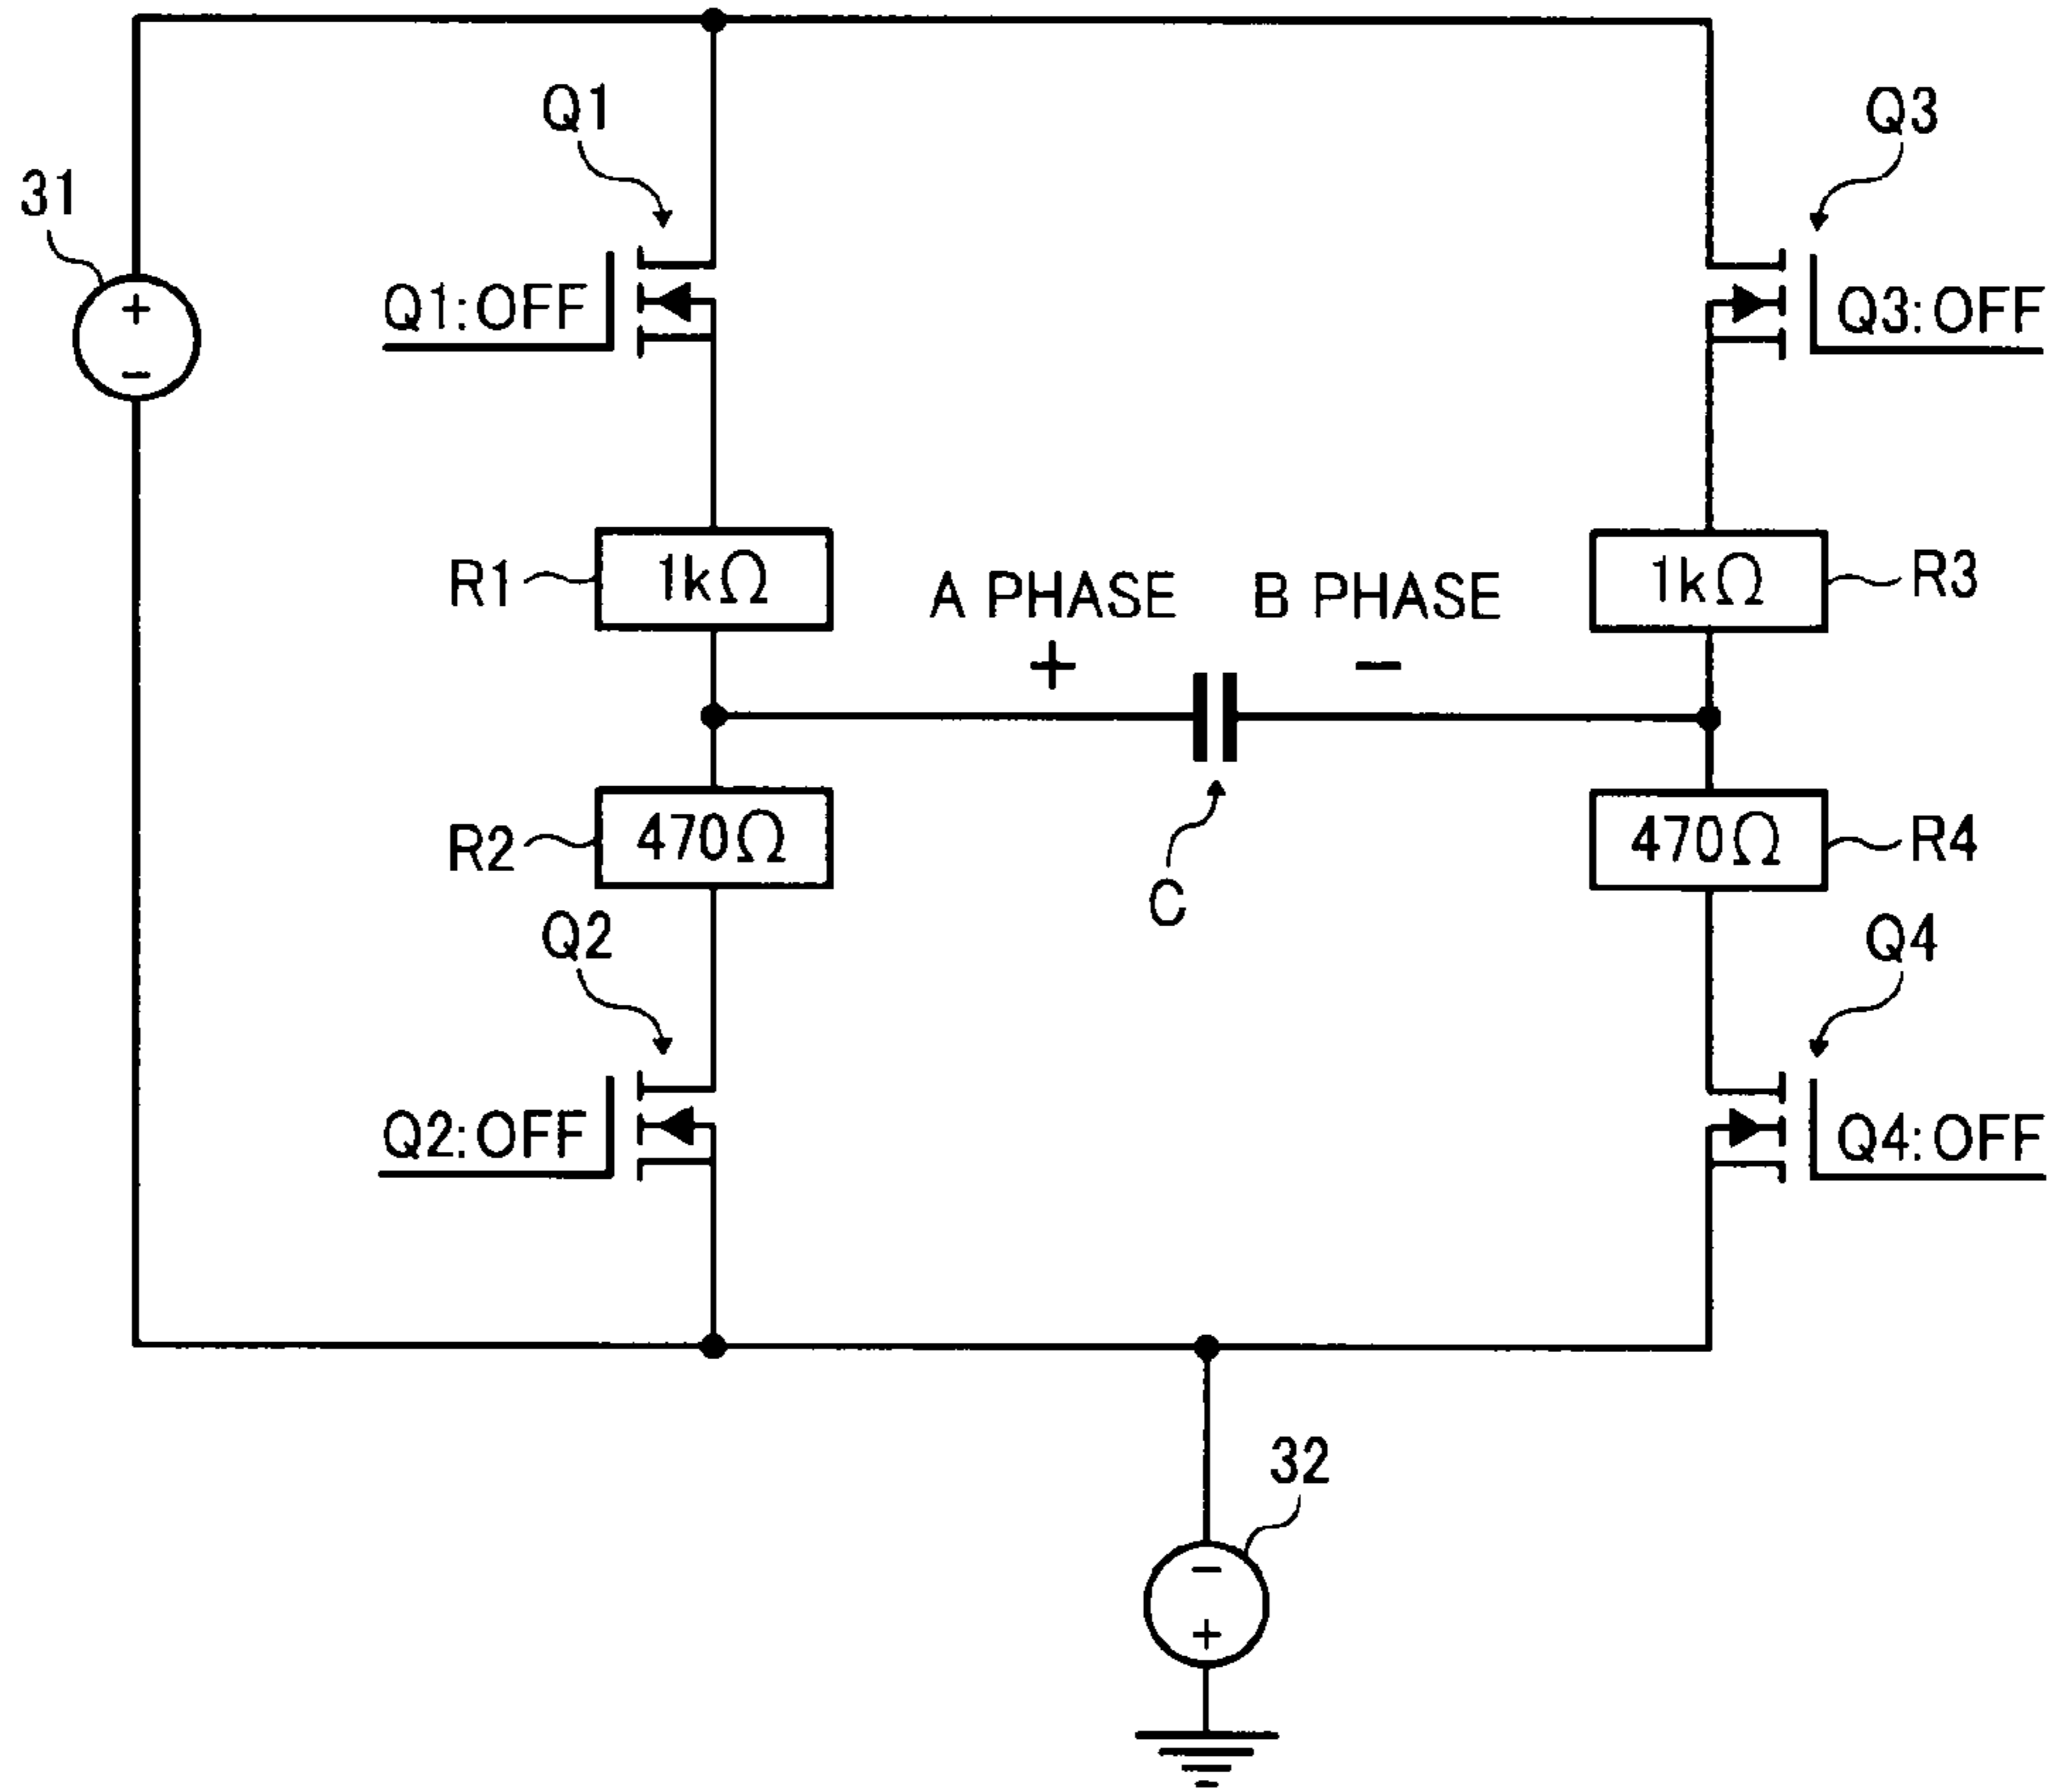 Q1
Q3
31
Q1:OFF
Q3:OFF
+
−
R1
1kΩ
A PHASE
B PHASE
1kΩ
R3
+
−
R2
470Ω
470Ω
R4
C
Q2
Q4
Q2:OFF
Q4:OFF
32
−
+